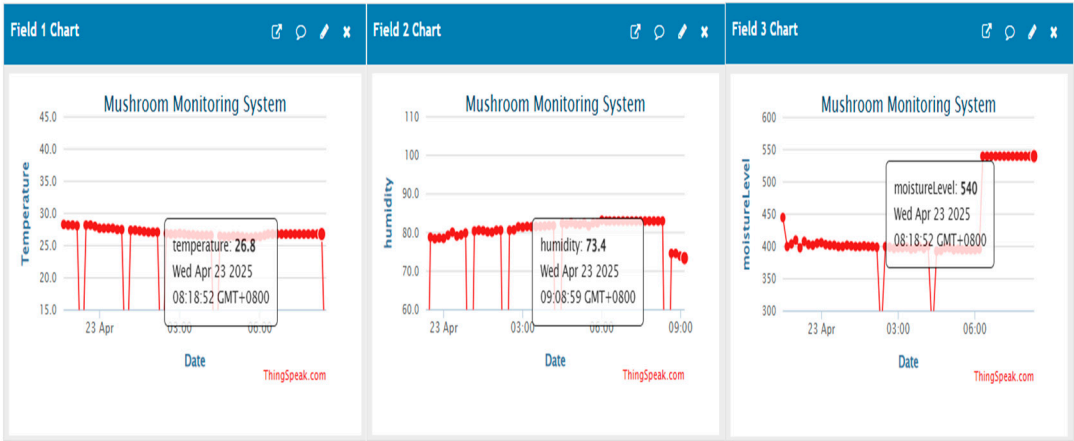 Field 1 Chart
Mushroom Monitoring System
Temperature
45.0
40.0
35.0
30.0
25.0
20.0
15.0
temperature: 26.8
Wed Apr 23 2025
08:18:52 GMT+0800
23 Apr
03:00
06:00
Date
ThingSpeak.com
Field 2 Chart
Mushroom Monitoring System
humidity
110
100
90.0
80.0
70.0
60.0
humidity: 73.4
Wed Apr 23 2025
09:08:59 GMT+0800
23 Apr
03:00
06:00
09:00
Date
ThingSpeak.com
Field 3 Chart
Mushroom Monitoring System
moistureLevel
600
550
500
450
400
350
300
moistureLevel: 540
Wed Apr 23 2025
08:18:52 GMT+0800
23 Apr
03:00
06:00
Date
ThingSpeak.com